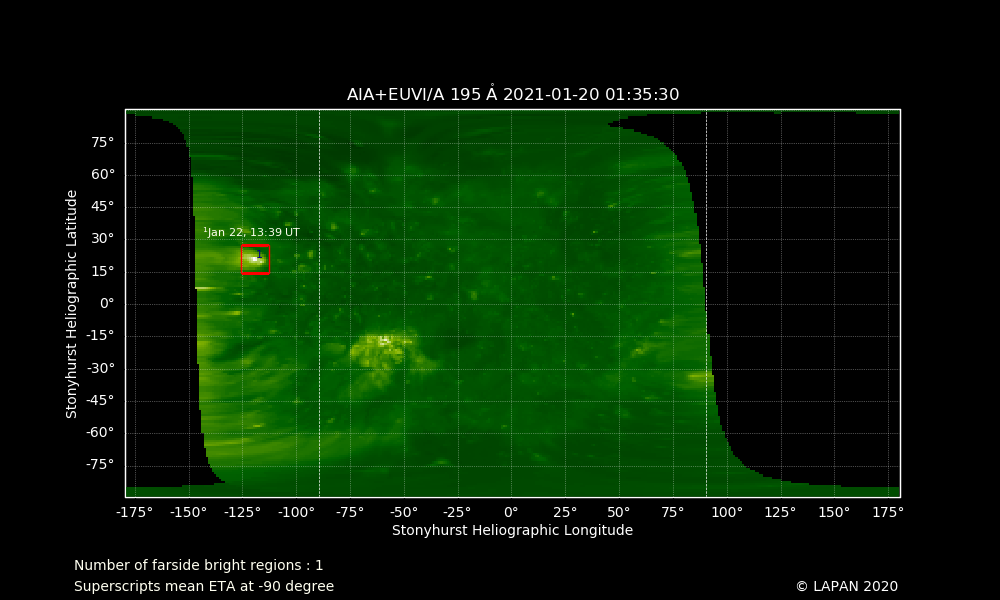 AIA+EUVI/A 195 Å 2021-01-20 01:35:30
Stonyhurst Heliographic Latitude
75°
60°
45°
30°
15°
0°
-15°
-30°
-45°
-60°
-75°
¹Jan 22, 13:39 UT
1
-175° -150° -125° -100° -75° -50° -25° 0° 25° 50° 75° 100° 125° 150° 175°
Stonyhurst Heliographic Longitude
Number of farside bright regions : 1
Superscripts mean ETA at -90 degree
© LAPAN 2020